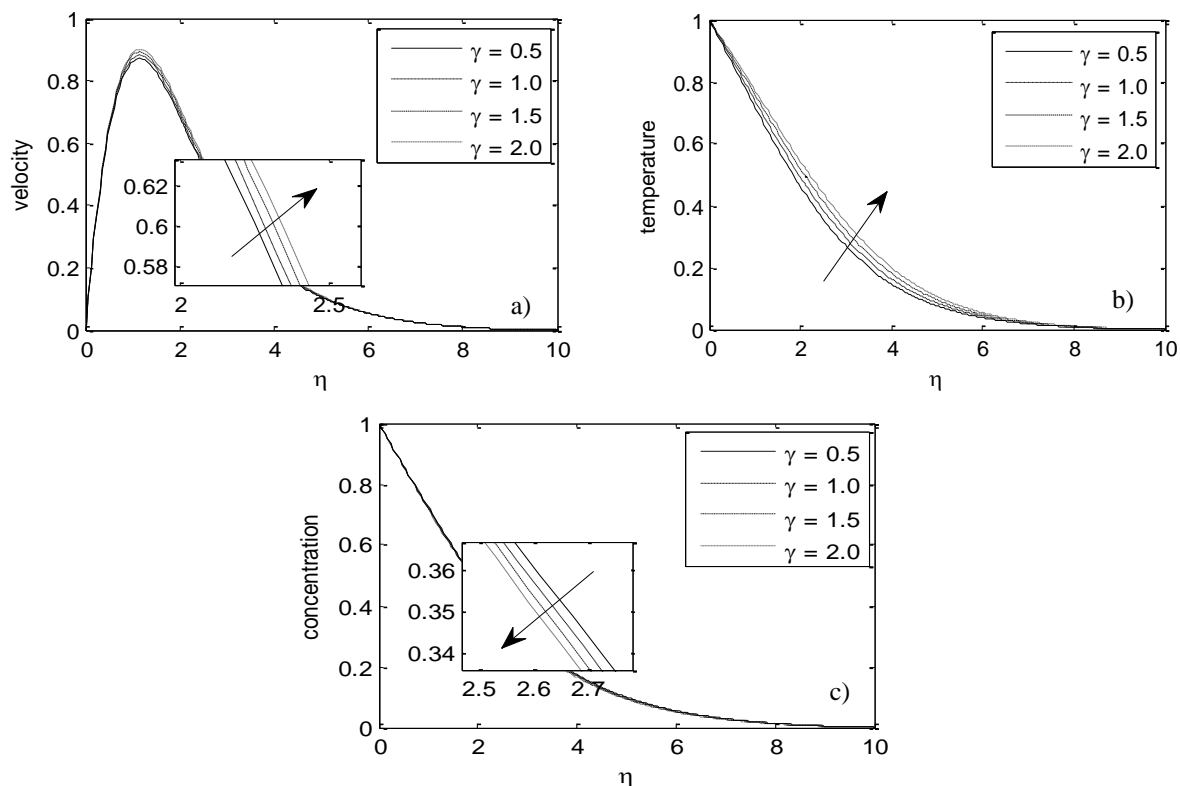 velocity
1
0.8
0.6
0.4
0.2
0
0 2 4 6 8 10
η
γ = 0.5
γ = 1.0
γ = 1.5
γ = 2.0
0.62
0.6
0.58
2 2.5
a)
temperature
1
0.8
0.6
0.4
0.2
0
0 2 4 6 8 10
η
γ = 0.5
γ = 1.0
γ = 1.5
γ = 2.0
b)
concentration
1
0.8
0.6
0.4
0.2
0
0 2 4 6 8 10
η
γ = 0.5
γ = 1.0
γ = 1.5
γ = 2.0
0.36
0.35
0.34
2.5 2.6 2.7
c)